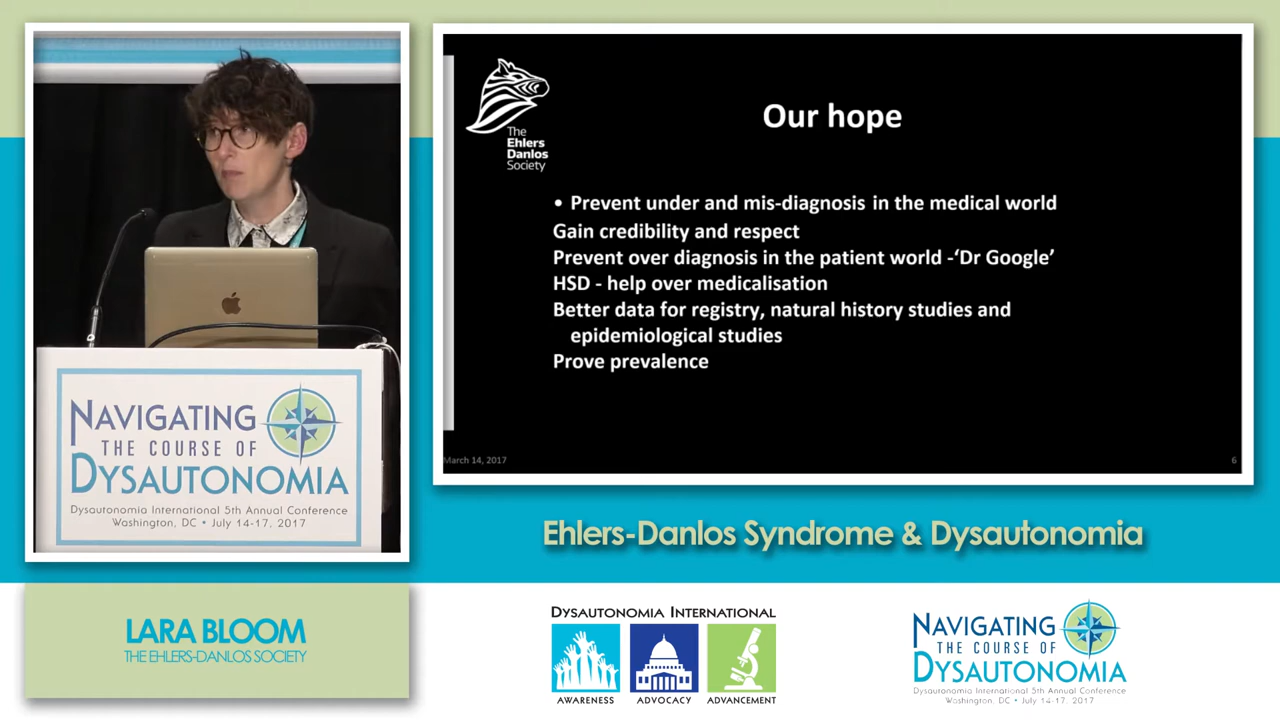 The
Ehlers
Danlos
Society
Our hope
• Prevent under and mis-diagnosis in the medical world
Gain credibility and respect
Prevent over diagnosis in the patient world -‘Dr Google’
HSD - help over medicalisation
Better data for registry, natural history studies and
epidemiological studies
Prove prevalence
March 14, 2017
6
NAVIGATING
THE COURSE OF
DYSAUTONOMIA
Dysautonomia International 5th Annual Conference
Washington, DC • July 14-17, 2017
Ehlers-Danlos Syndrome & Dysautonomia
LARA BLOOM
THE EHLERS-DANLOS SOCIETY
DYSAUTONOMIA INTERNATIONAL
AWARENESS
ADVOCACY
ADVANCEMENT
NAVIGATING
THE COURSE OF
DYSAUTONOMIA
Dysautonomia International 5th Annual Conference
Washington, DC • July 14-17, 2017